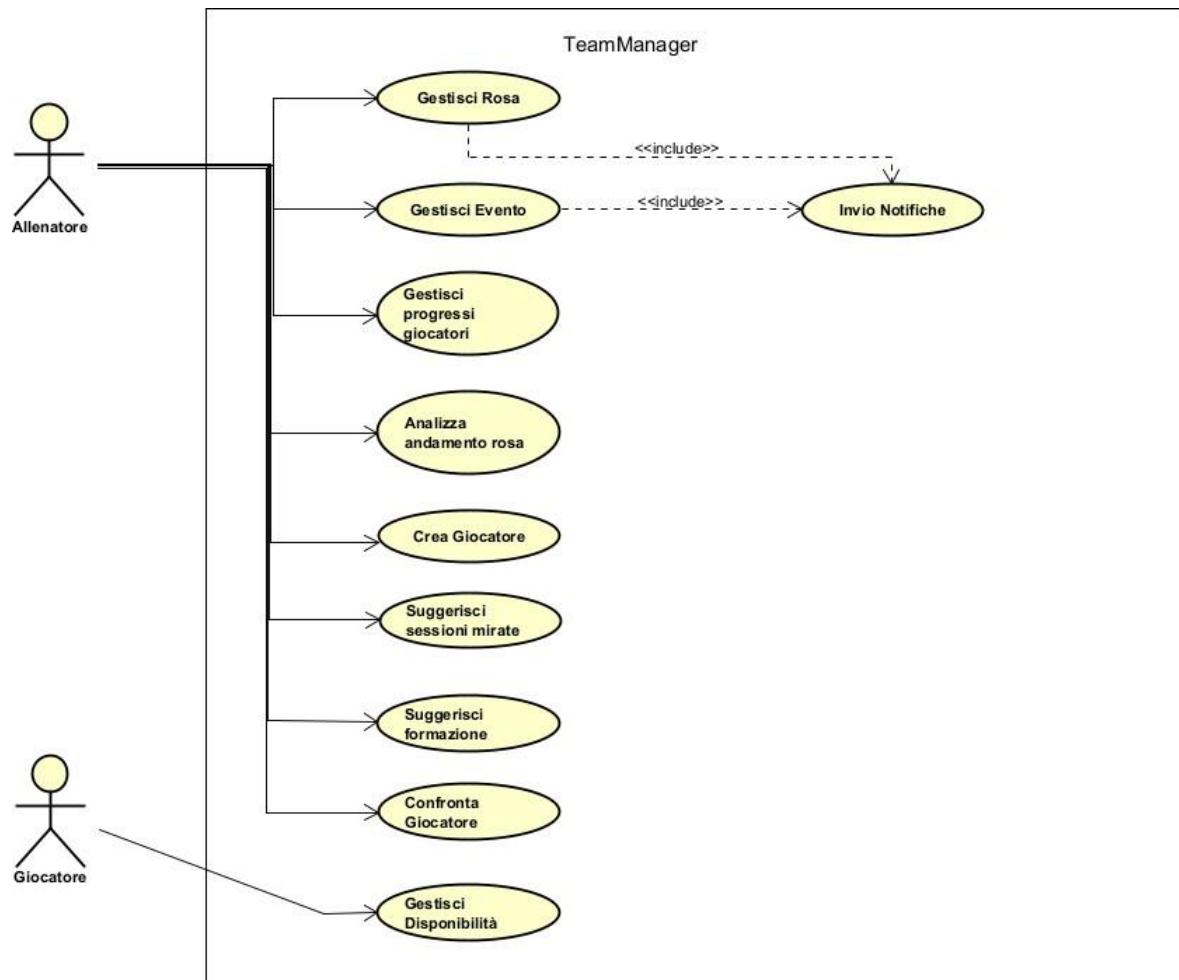 TeamManager
Gestisci Rosa
<<include>>
Allenatore
Gestisci Evento
<<include>>
Invio Notifiche
Gestisci
progressi
giocatori
Analizza
andamento rosa
Crea Giocatore
Suggerisci
sessioni mirate
Suggerisci
formazione
Confronta
Giocatore
Giocatore
Gestisci
Disponibilità